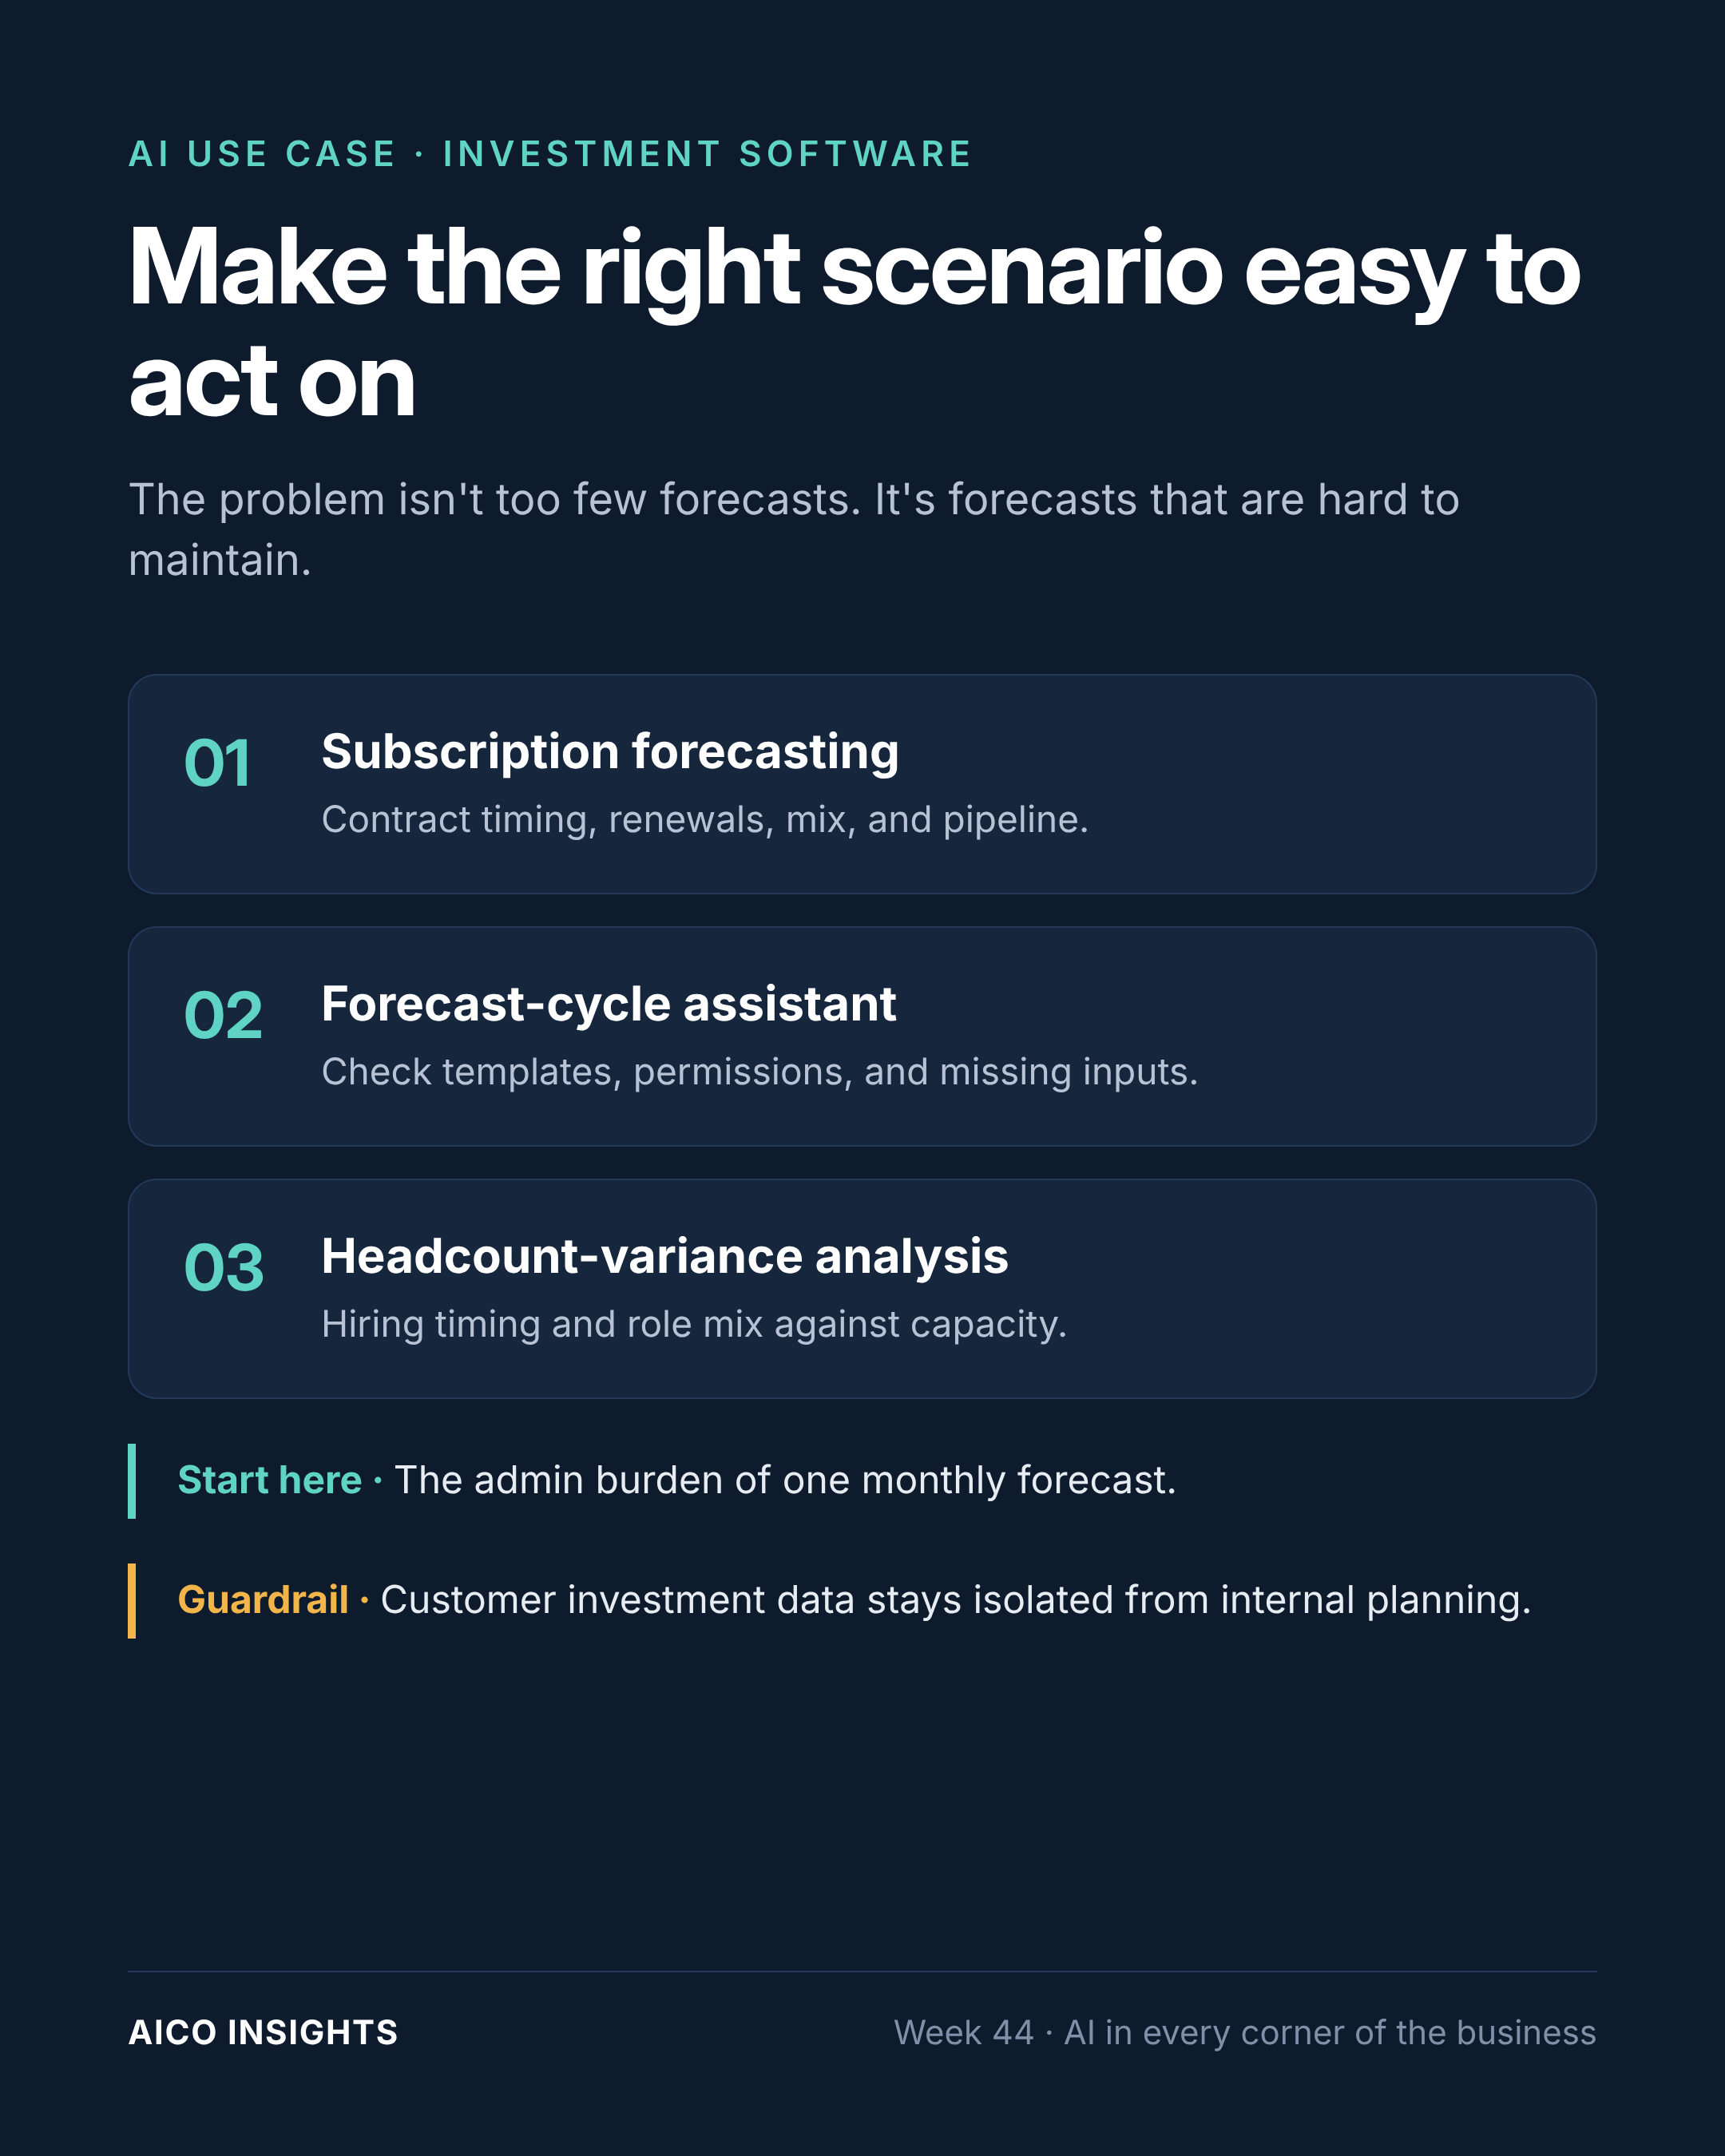 AI USE CASE · INVESTMENT SOFTWARE
Make the right scenario easy to
act on
The problem isn't too few forecasts. It's forecasts that are hard to
maintain.
01
Subscription forecasting
Contract timing, renewals, mix, and pipeline.
02
Forecast-cycle assistant
Check templates, permissions, and missing inputs.
03
Headcount-variance analysis
Hiring timing and role mix against capacity.
Start here · The admin burden of one monthly forecast.
Guardrail · Customer investment data stays isolated from internal planning.
AICO INSIGHTS
Week 44 · AI in every corner of the business